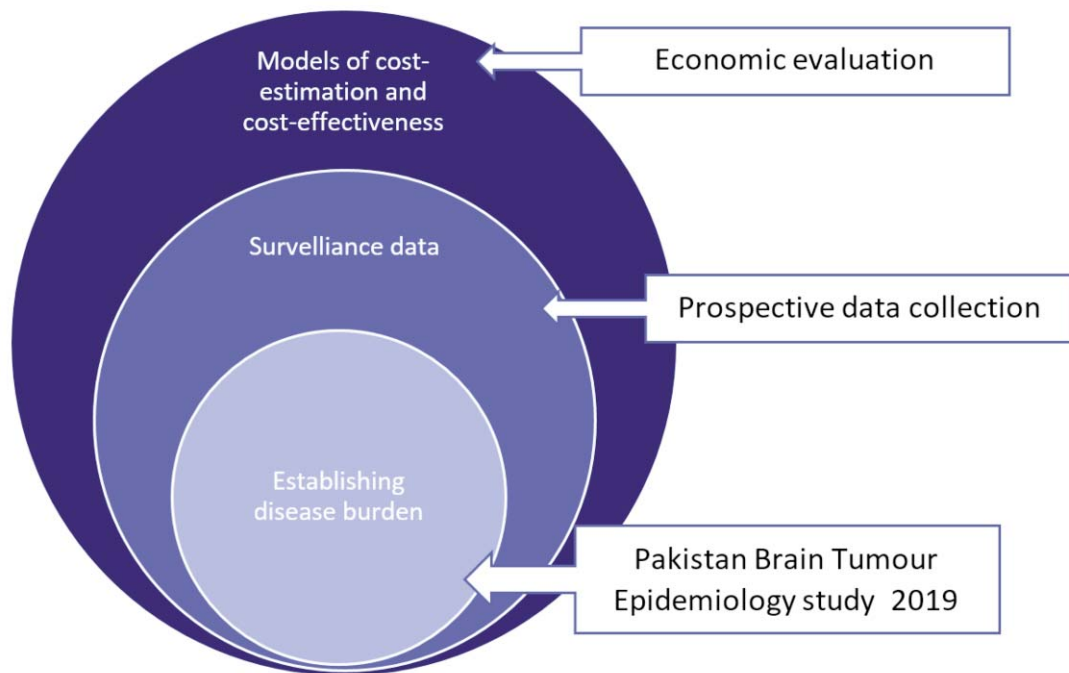 Models of cost-
estimation and
cost-effectiveness
Economic evaluation
Survelliance data
Prospective data collection
Establishing
disease burden
Pakistan Brain Tumour
Epidemiology study 2019